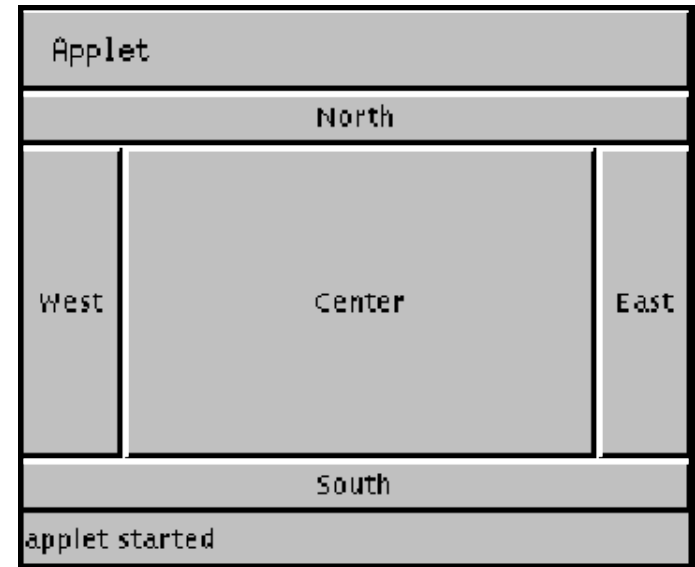 Applet
North
West Center East
South
applet started